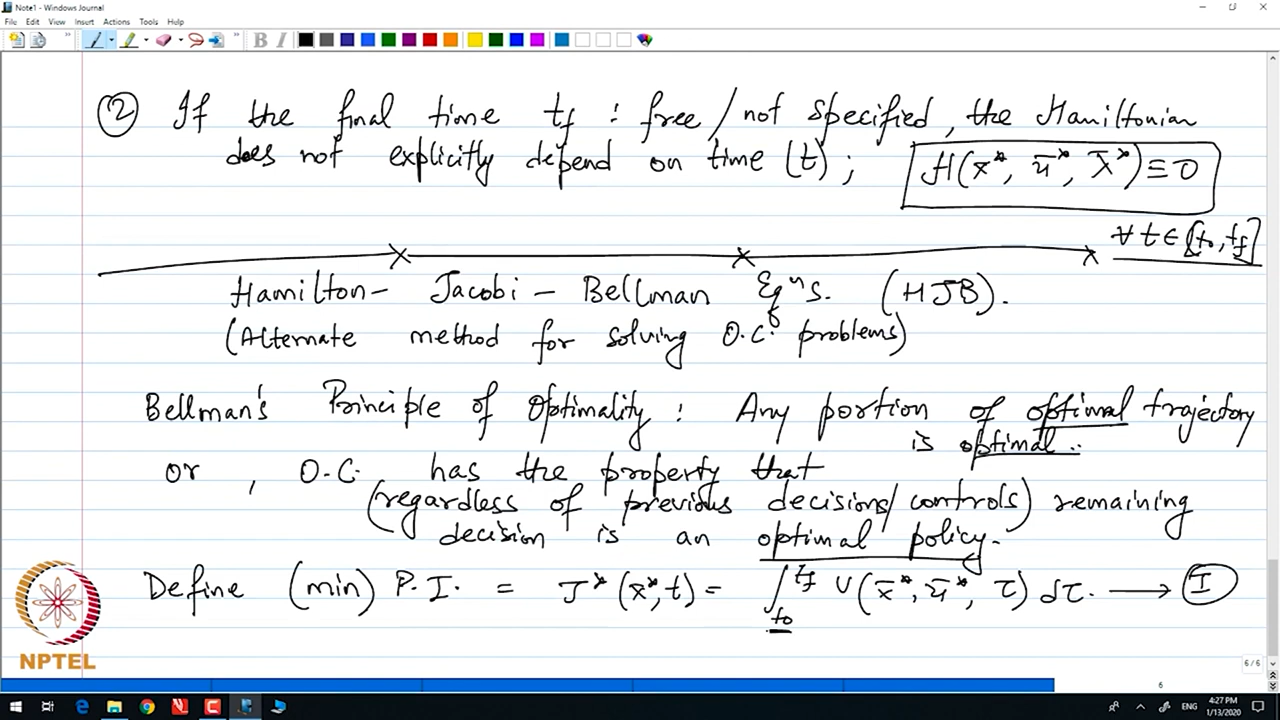 Note1 - Windows Journal
File Edit View Insert Actions Tools Help
② If the final time tf : free / not specified, the Hamiltonian
does not explicitly depend on time (t) ; H(x̄*, ū*, λ̄*) ≡ 0
∀ t ∈ [t0, tf]
Hamilton - Jacobi - Bellman Eqns. (HJB).
(Alternate method for solving O.C. problems)
Bellman's Principle of Optimality : Any portion of optimal trajectory
is optimal.
or , O.C. has the property that
(regardless of previous decisions/controls) remaining
decision is an optimal policy.
Define (min) P.I. = J*(x̄*, t) = ∫t0^tf V(x̄*, ū*, τ) dτ. → I
NPTEL
6/6
6
ENG
4:27 PM
1/13/2020